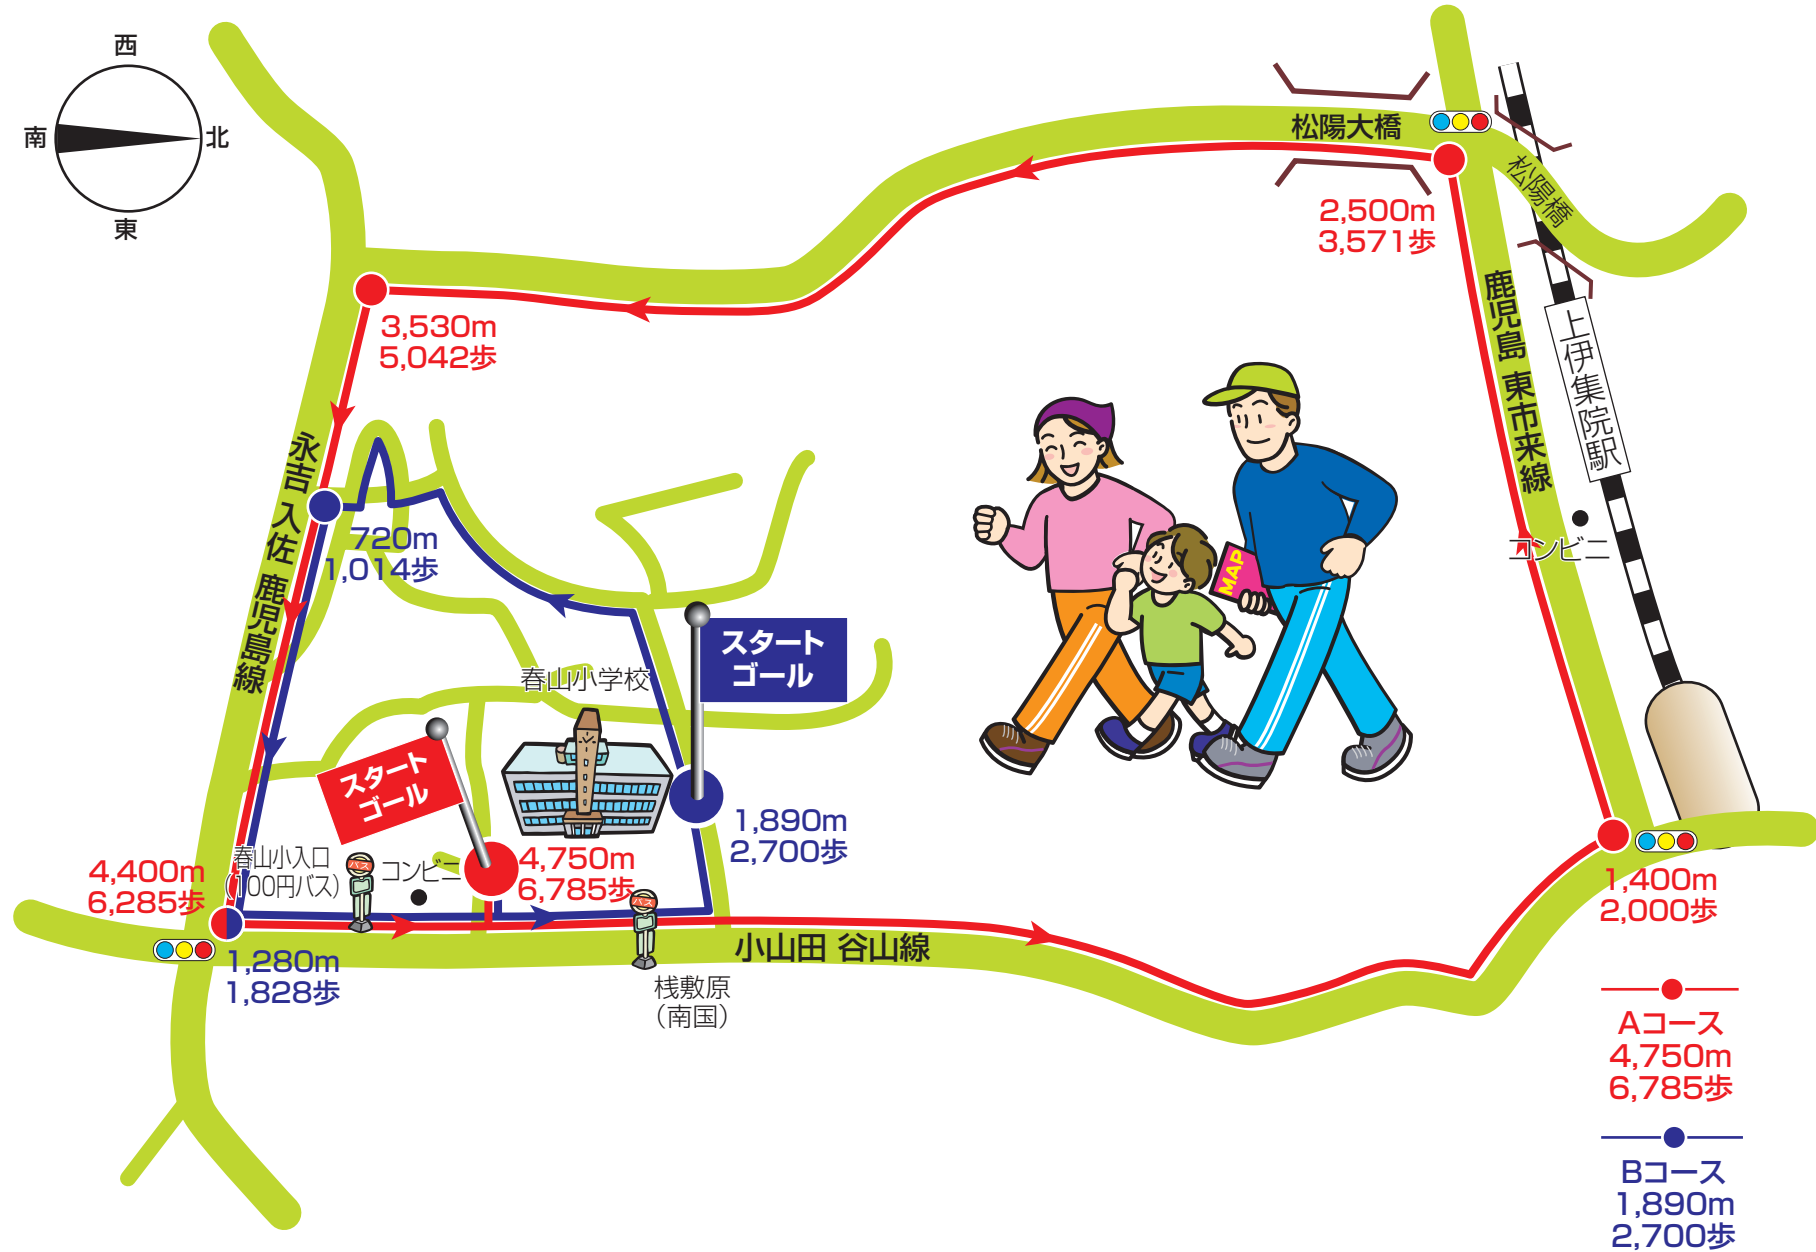 西
南
北
東
松陽大橋
松陽橋
2,500m
3,571歩
鹿児島 東市来線
上伊集院駅
3,530m
5,042歩
永吉 入佐 鹿児島線
720m
1,014歩
コンビニ
MAP
スタート
ゴール
春山小学校
スタート
ゴール
1,890m
2,700歩
春山小入口
(100円バス)
バス
コンビニ
4,750m
6,785歩
4,400m
6,285歩
バス
1,400m
2,000歩
1,280m
1,828歩
小山田 谷山線
桟敷原
(南国)
Aコース
4,750m
6,785歩
Bコース
1,890m
2,700歩